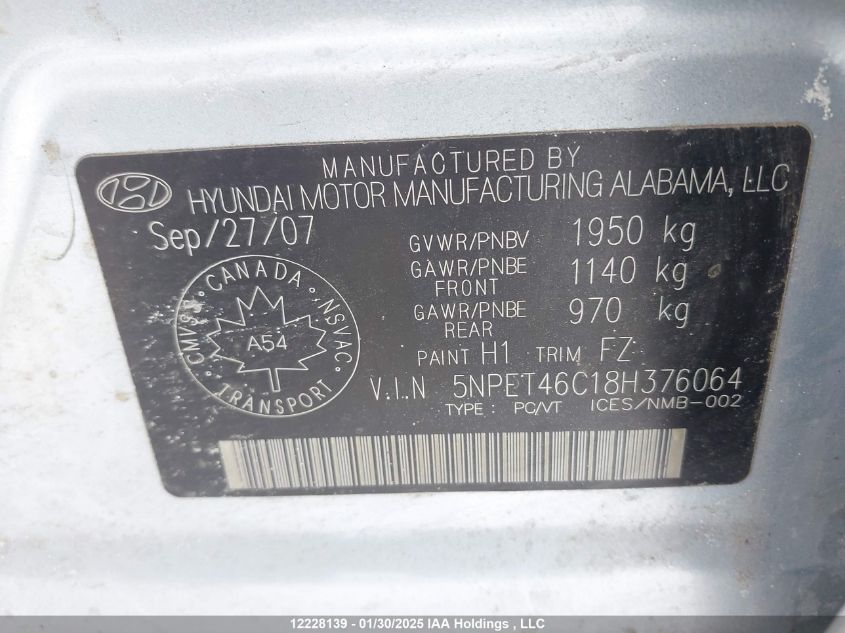 MANUFACTURED BY
HYUNDAI MOTOR MANUFACTURING ALABAMA, LLC
Sep/27/07
GVWR/PNBV 1950 kg
GAWR/PNBE FRONT 1140 kg
GAWR/PNBE REAR 970 kg
PAINT H1 TRIM FZ
V.I.N 5NPET46C18H376064
TYPE : PC/VT ICES/NMB-002
CANADA
CMVSS NSVAC
A54
TRANSPORT
12228139 - 01/30/2025 IAA Holdings , LLC